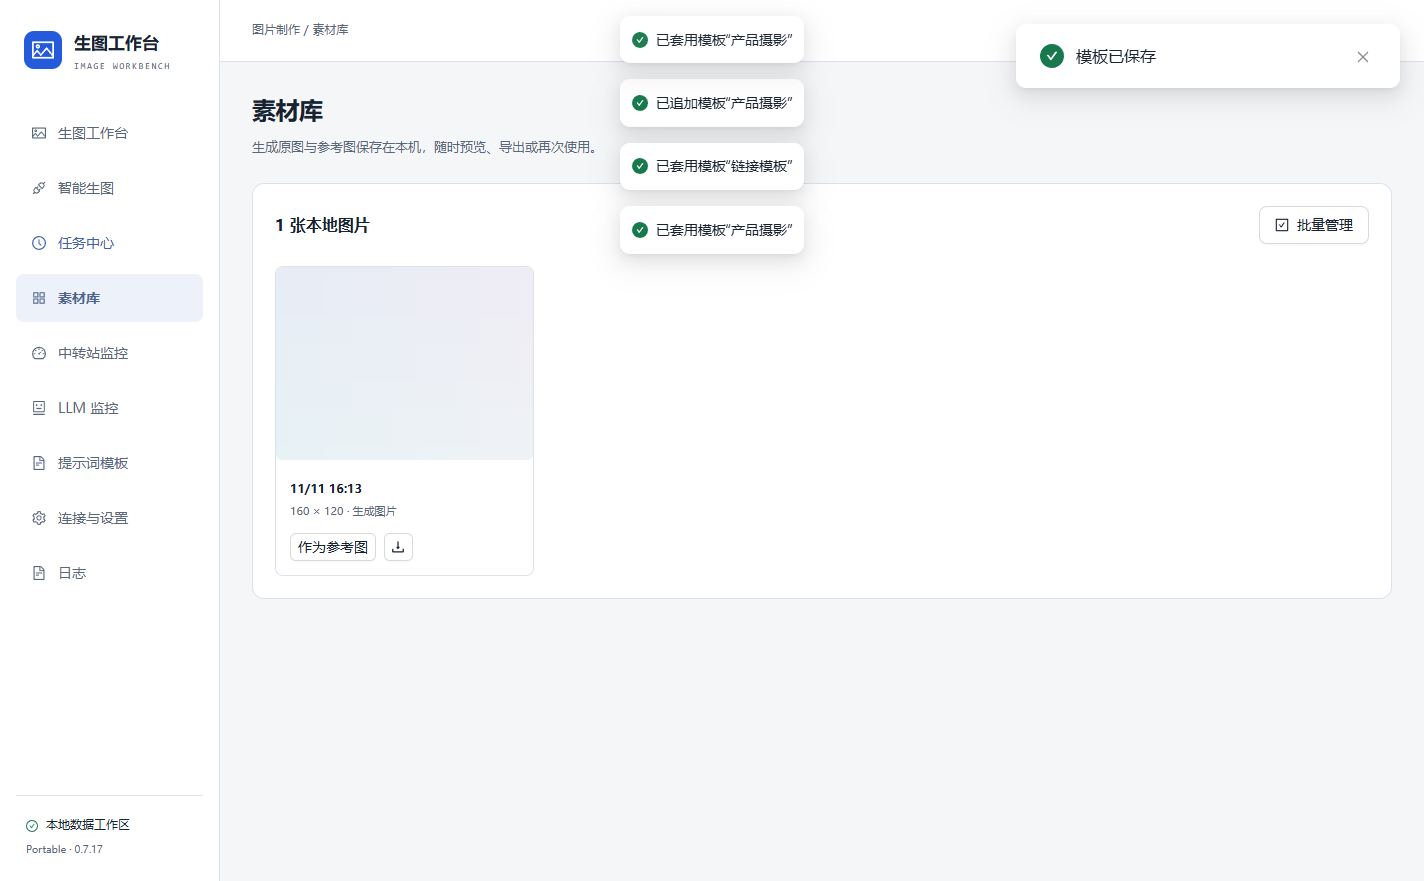 生图工作台
IMAGE WORKBENCH
生图工作台
智能生图
任务中心
素材库
中转站监控
LLM 监控
提示词模板
连接与设置
日志
本地数据工作区
Portable · 0.7.17
图片制作 / 素材库
已套用模板“产品摄影”
已追加模板“产品摄影”
已套用模板“链接模板”
已套用模板“产品摄影”
模板已保存
素材库
生成原图与参考图保存在本机，随时预览、导出或再次使用。
1 张本地图片
批量管理
11/11 16:13
160 × 120 · 生成图片
作为参考图